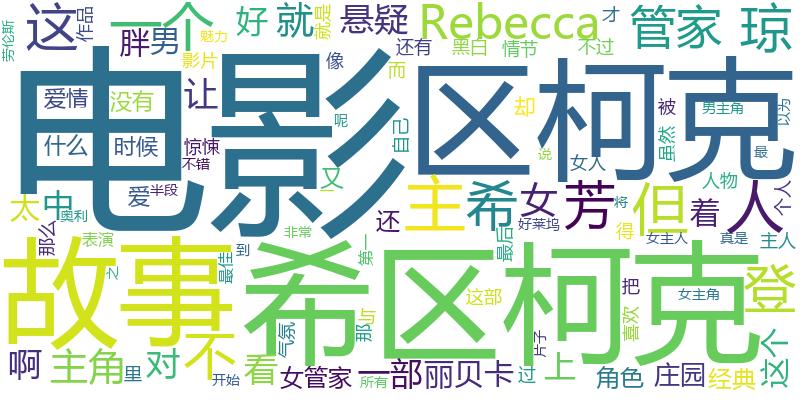 劳伦斯
这
作品
一个
胖
男
好
就
就是
魅力
影片
悬疑
还有
像
Rebecca
黑白
情节
而
才
不过
管家
琼
电影
区柯克
爱情
没有
让
什么
时候
惊悚
不错
呢
自己
却
说
被
虽然
男主角
以为
最
爱
半段
又
女人
人物
个人
太
中
奥利
那么
表演
之
到
最佳
还
主
希
女
芳
但
着
人
将
好莱坞
得
女主人
真是
主人
非常
第一
最后
故事
不
希区柯克
登
气氛
那
与
这部
片子
喜欢
把
女主角
这个
啊
主角
里
对
看
开始
女管家
所有
一部
丽贝卡
过
上
角色
庄园
经典